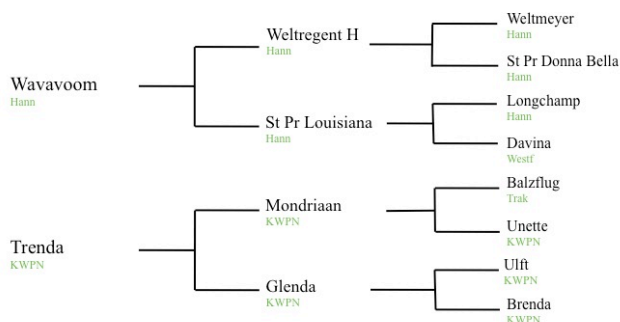 Wavavoom
Hann
Weltregent H
Hann
Weltmeyer
Hann
St Pr Donna Bella
Hann
St Pr Louisiana
Hann
Longchamp
Hann
Davina
Westf
Trenda
KWPN
Mondriaan
KWPN
Balzflug
Trak
Unette
KWPN
Glenda
KWPN
Ulft
KWPN
Brenda
KWPN